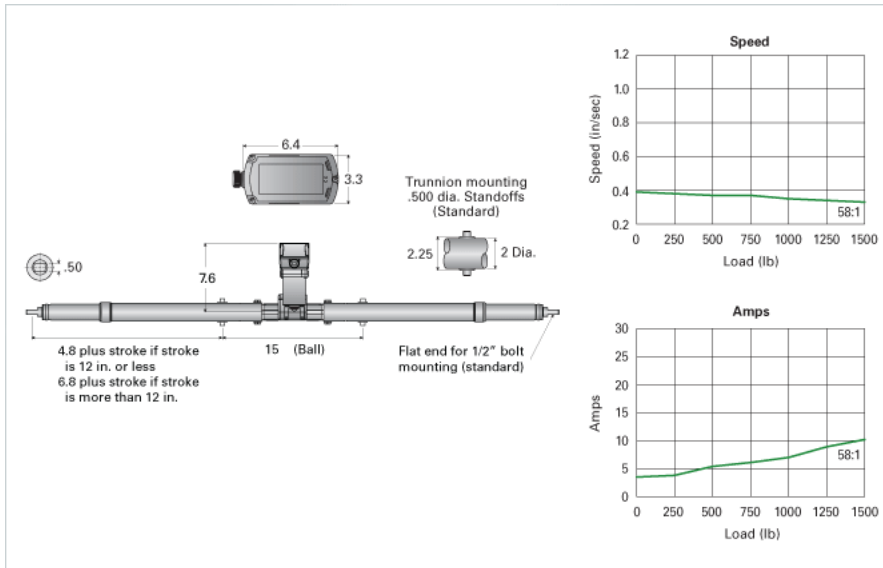 6.4
3.3
Trunnion mounting
.500 dia. Standoffs
(Standard)
2.25
2 Dia.
.50
7.6
15 (Ball)
4.8 plus stroke if stroke
is 12 in. or less
6.8 plus stroke if stroke
is more than 12 in.
Flat end for 1/2" bolt
mounting (standard)
Speed
Speed (in/sec)
1.2
1.0
0.8
0.6
0.4
0.2
58:1
0 250 500 750 1000 1250 1500
Load (lb)
Amps
Amps
30
25
20
15
10
5
0
58:1
0 250 500 750 1000 1250 1500
Load (lb)